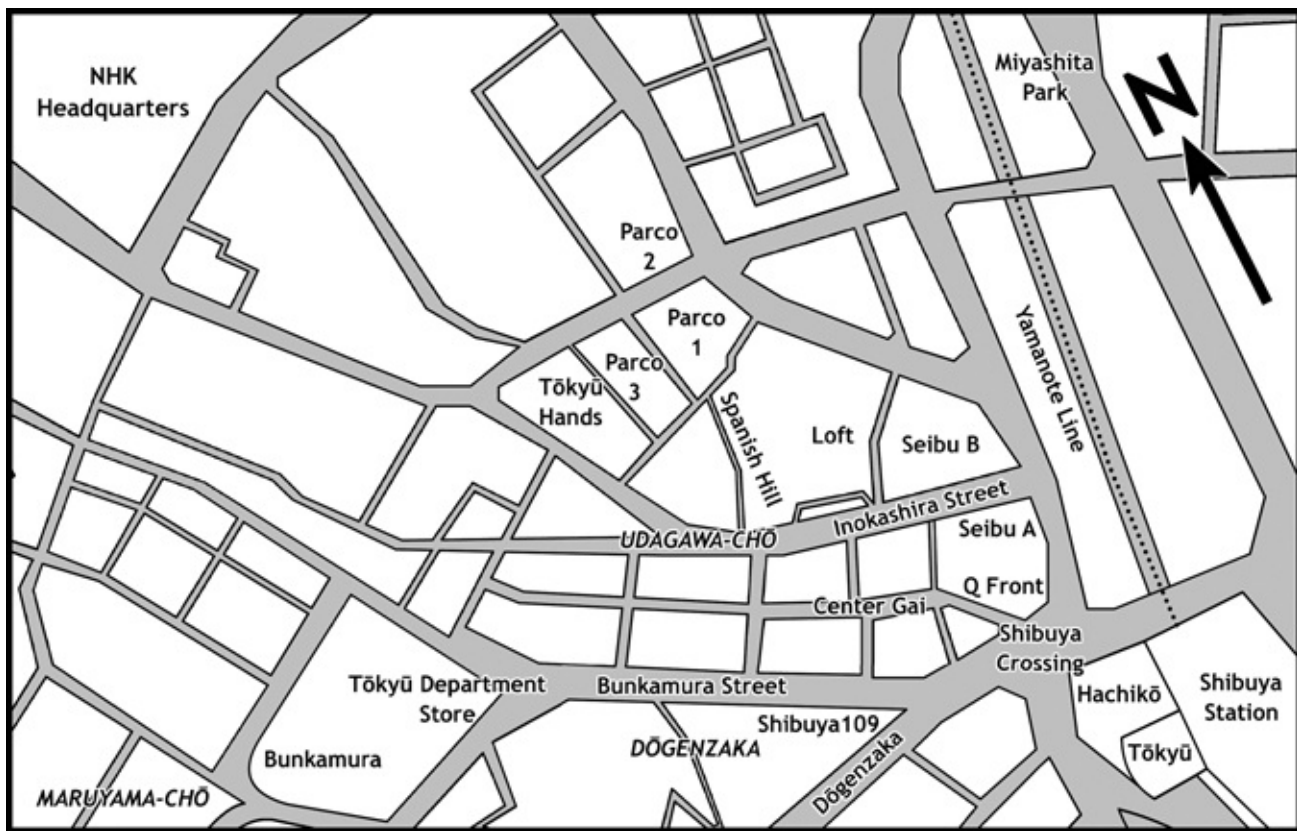 NHK
Headquarters
Miyashita
Park
N
Parco
2
Parco
1
Parco
3
Tōkyū
Hands
Spanish Hill
Loft
Seibu B
Yamanote Line
Inokashira Street
UDAGAWA-CHŌ
Seibu A
Q Front
Center Gai
Shibuya
Crossing
Tōkyū Department
Store
Bunkamura Street
Hachikō
Shibuya
Station
Shibuya109
DŌGENZAKA
Dōgenzaka
Tōkyū
Bunkamura
MARUYAMA-CHŌ